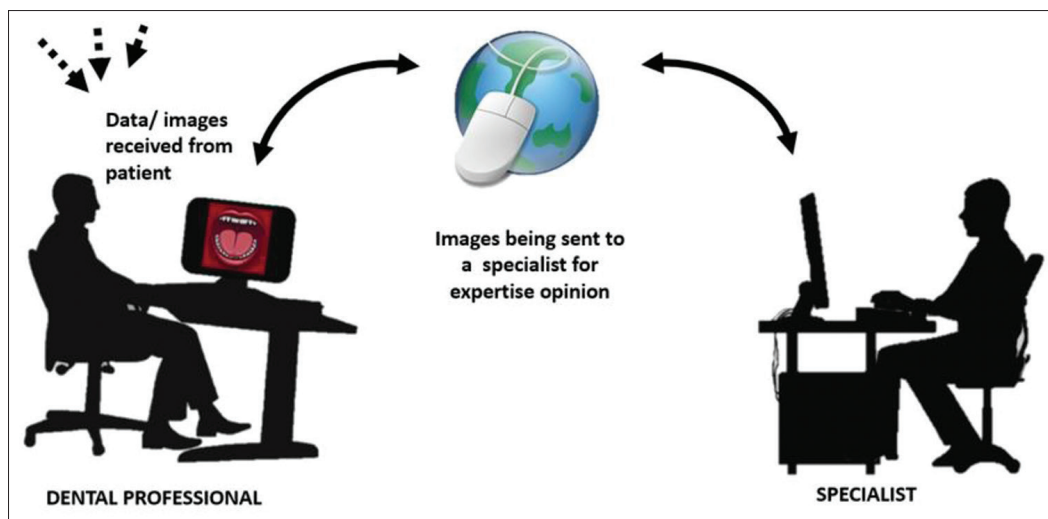 Data/ images
received from
patient
Images being sent to
a specialist for
expertise opinion
DENTAL PROFESSIONAL
SPECIALIST